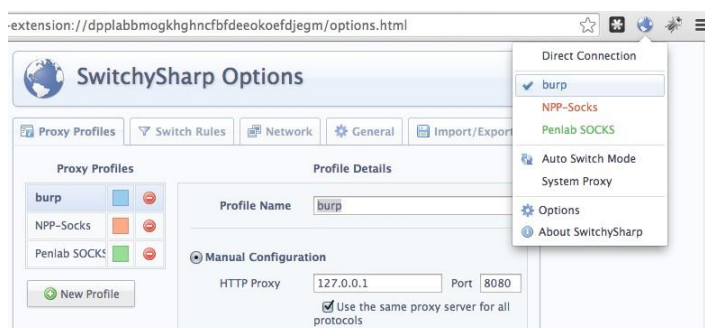 -extension://dpplabbmogkhghncfbfdeeokoefdjegm/options.html
SwitchySharp Options
Proxy Profiles
Switch Rules
Network
General
Import/Export
Proxy Profiles
burp
NPP-Socks
Penlab SOCKS
New Profile
Profile Details
Profile Name
burp
Manual Configuration
HTTP Proxy
127.0.0.1
Port
8080
Use the same proxy server for all
protocols
Direct Connection
burp
NPP-Socks
Penlab SOCKS
Auto Switch Mode
System Proxy
Options
About SwitchySharp